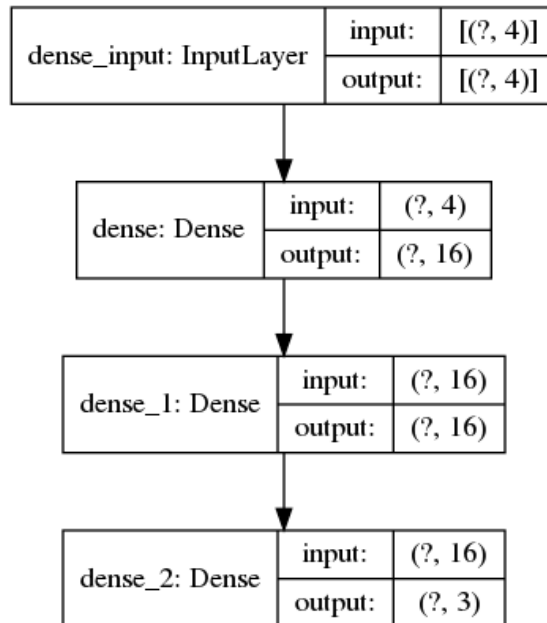 dense_input: InputLayer
input: [(?, 4)]
output: [(?, 4)]
dense: Dense
input: (?, 4)
output: (?, 16)
dense_1: Dense
input: (?, 16)
output: (?, 16)
dense_2: Dense
input: (?, 16)
output: (?, 3)